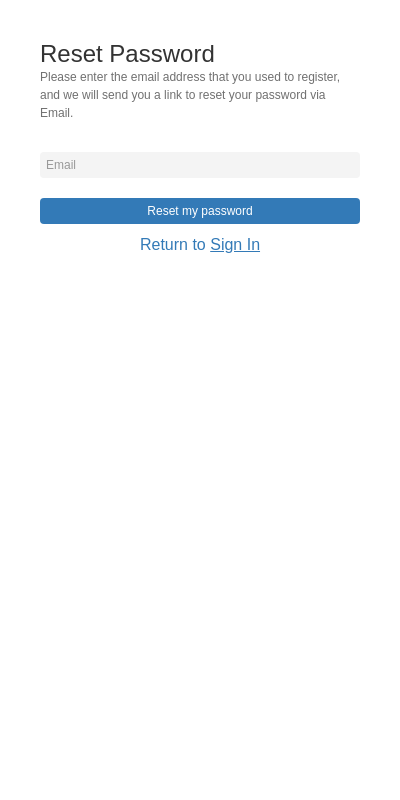 Reset Password
Please enter the email address that you used to register,
and we will send you a link to reset your password via
Email.
Email
Reset my password
Return to Sign In